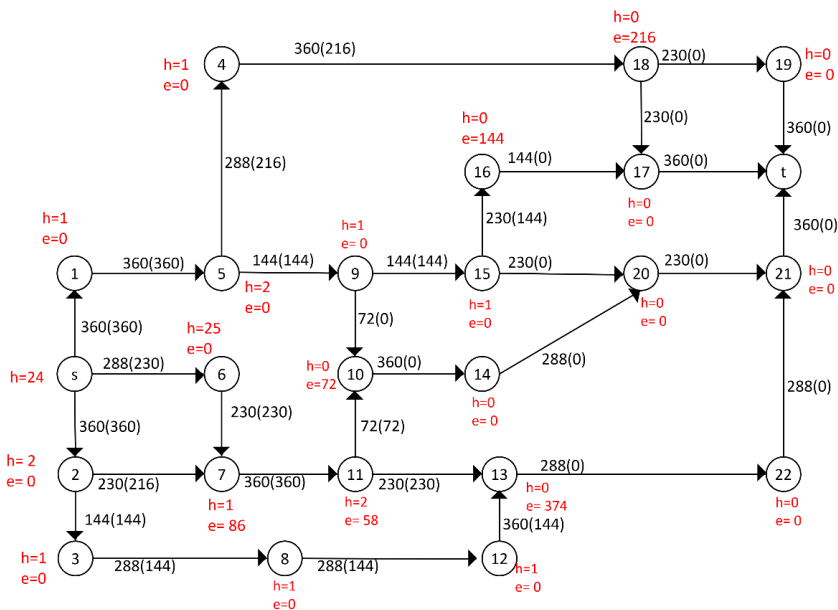 h=0
e=216
360(216)
h=1
e=0
4
18
230(0)
19
h=0
e= 0
h=0
e=144
230(0)
360(0)
288(216)
144(0)
16
17
360(0)
t
h=1
e=0
h=0
e= 0
230(144)
h=1
e= 0
360(0)
1
360(360)
5
144(144)
9
144(144)
15
230(0)
20
230(0)
21
h=0
e= 0
h=2
e=0
h=1
e=0
h=0
e= 0
360(360)
h=25
e=0
72(0)
h=24
s
288(230)
6
h=0
e=72
10
360(0)
14
288(0)
288(0)
h=0
e= 0
360(360)
230(230)
72(72)
h= 2
e= 0
2
230(216)
7
360(360)
11
230(230)
13
288(0)
22
h=1
e= 86
h=2
e= 58
h=0
e= 374
h=0
e= 0
144(144)
360(144)
h=1
e=0
3
288(144)
8
288(144)
12
h=1
e= 0
h=1
e=0